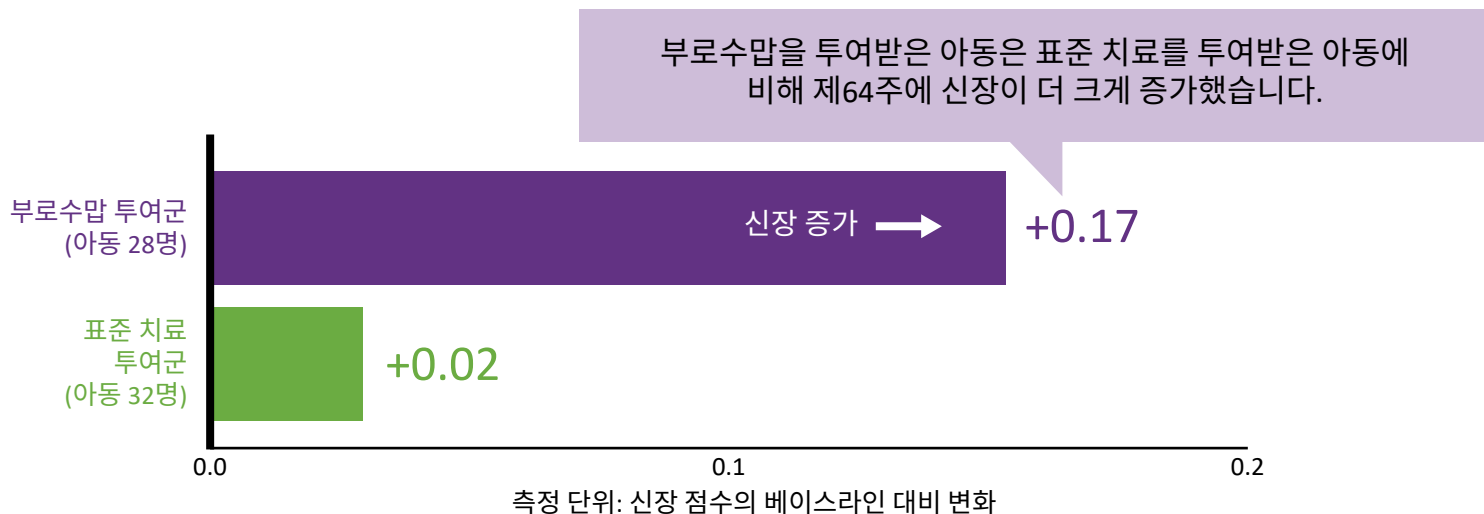 부로수맙을 투여받은 아동은 표준 치료를 투여받은 아동에
비해 제64주에 신장이 더 크게 증가했습니다.
부로수맙 투여군
(아동 28명)
신장 증가
+0.17
표준 치료
투여군
(아동 32명)
+0.02
0.0
0.1
0.2
측정 단위: 신장 점수의 베이스라인 대비 변화